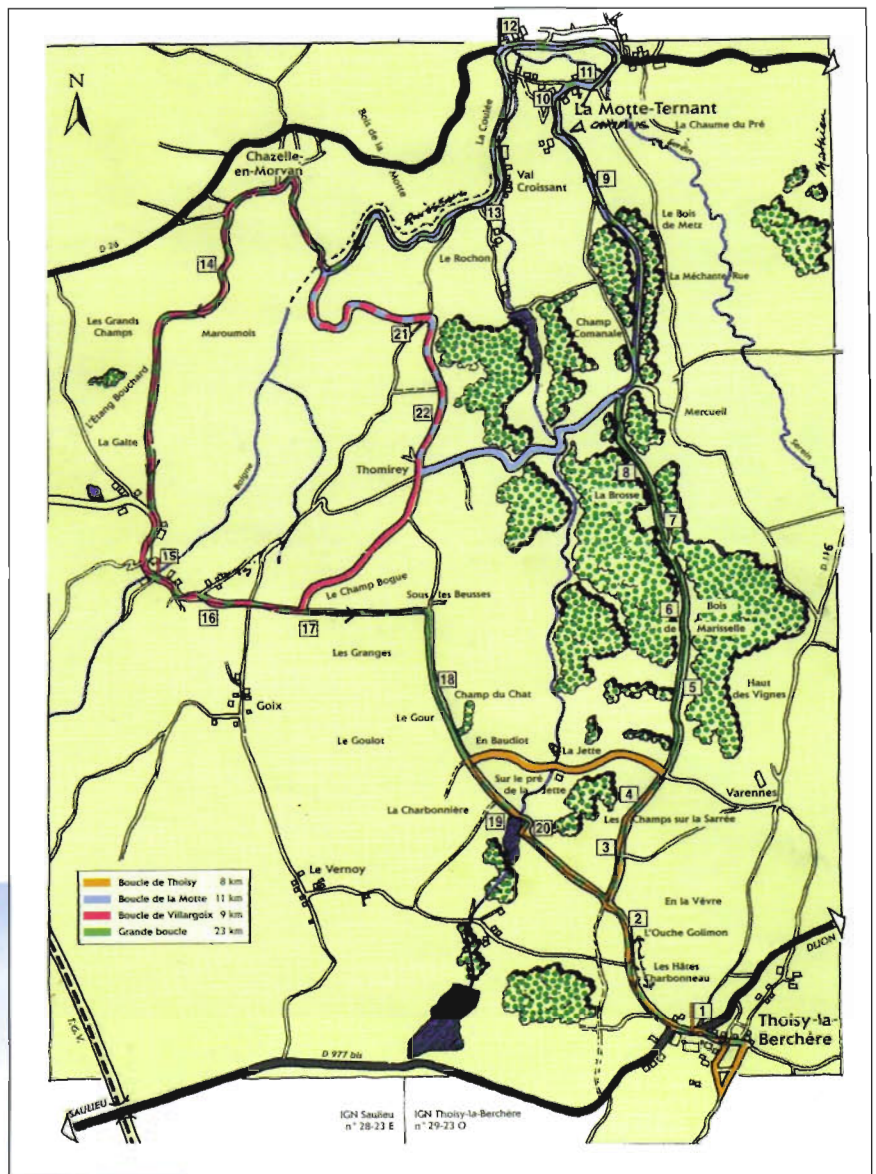 12
N
11
10
La Motte-Ternant
CAMPING
La Chaume du Pré
Serein
Mathieu
Bois de la
Motte
La Coulée
Chazelle-
en-Morvan
Val
Croissant
9
13
Ruisseau
Le Bois
de Metz
D 26
14
Le Rochon
La Méchante Rue
Les Grands
Champs
Maroumois
21
Champ
Comanale
L'Étang Bouchard
22
Mercueil
La Galte
Baigne
Thomirey
8
La Brosse
Serein
7
15
Le Champ Bogue
Sous les Beusses
D 116
16
17
6
Bois
de Marisselle
Les Granges
18
5
Champ du Chat
Haut
des Vignes
Goix
Le Gour
Le Goulot
En Baudiot
La Jette
Sur le pré
de la Jette
4
Varennes
La Charbonnière
19
20
Les Champs sur la Sarrée
3
Le Vernoy
Boucle de Thoisy 8 km
Boucle de la Motte 11 km
Boucle de Villargoix 9 km
Grande boucle 23 km
En la Vèvre
2
L'Ouche Golimon
DIJON
Les Hâtes
Charbonneau
1
Thoisy-la-
Berchère
T.G.V.
D 977 bis
SAULIEU
IGN Saulieu
n° 28-23 E
IGN Thoisy-la-Berchère
n° 29-23 O